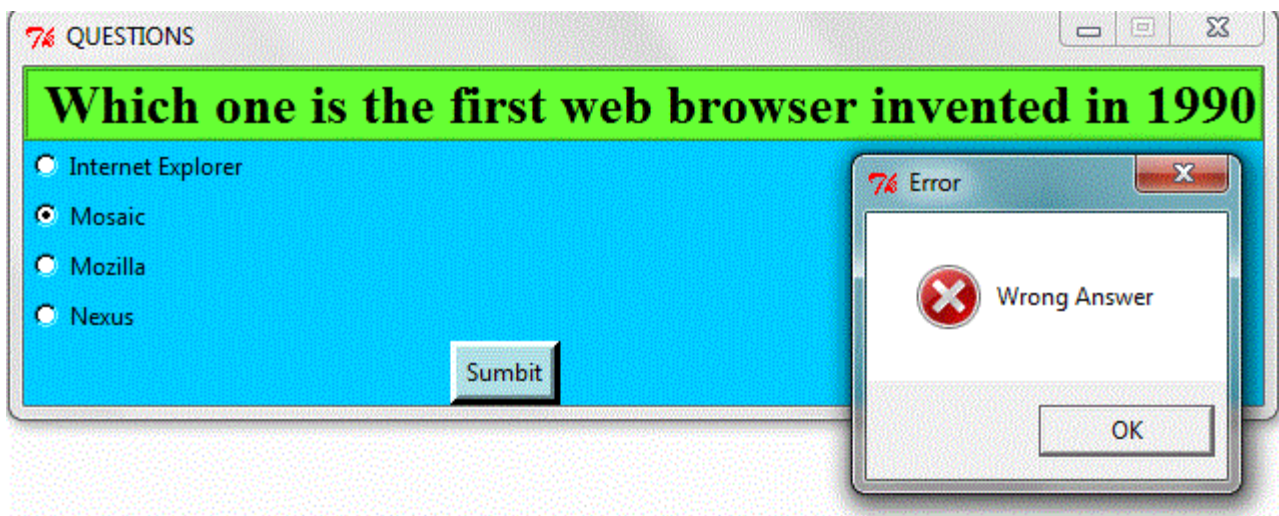 QUESTIONS
Which one is the first web browser invented in 1990
Internet Explorer
Mosaic
Mozilla
Nexus
Sumbit
Error
Wrong Answer
OK